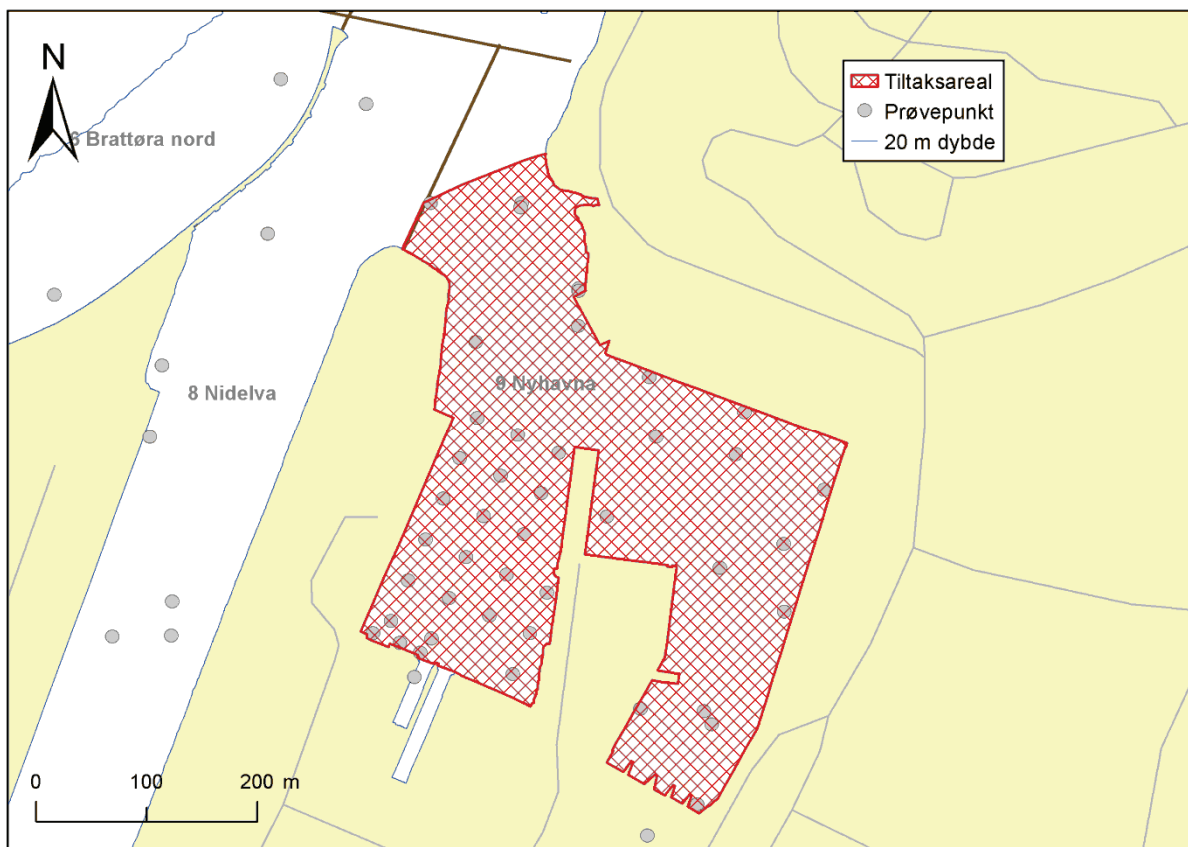 N
6 Brattøra nord
8 Nidelva
9 Nyhavna
Tiltaksareal
Prøvepunkt
20 m dybde
0 100 200 m